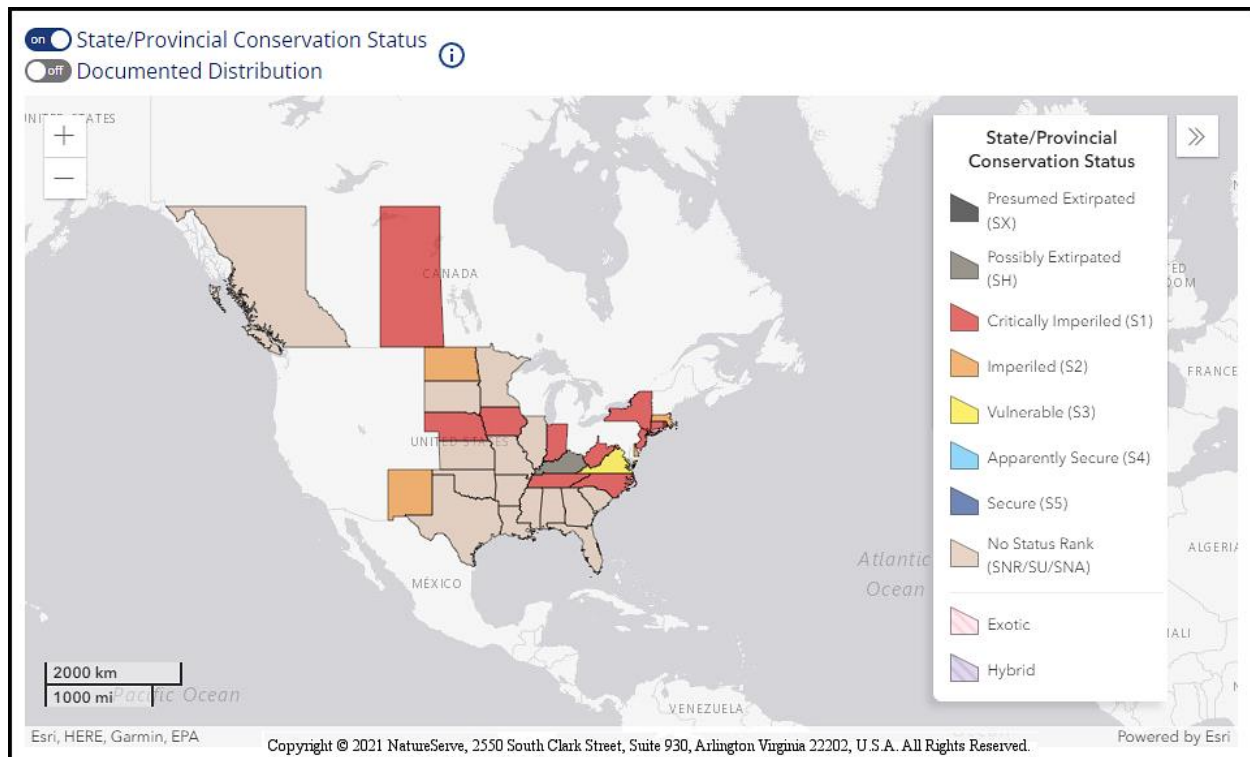 on State/Provincial Conservation Status
off Documented Distribution
i
UNITED STATES
+
−
CANADA
UNITED STATES
MÉXICO
Atlantic
Ocean
Pacific Ocean
VENEZUELA
FRANCE
ALGERIA
State/Provincial
Conservation Status
Presumed Extirpated
(SX)
Possibly Extirpated
(SH)
Critically Imperiled (S1)
Imperiled (S2)
Vulnerable (S3)
Apparently Secure (S4)
Secure (S5)
No Status Rank
(SNR/SU/SNA)
Exotic
Hybrid
2000 km
1000 mi
Esri, HERE, Garmin, EPA
Copyright © 2021 NatureServe, 2550 South Clark Street, Suite 930, Arlington Virginia 22202, U.S.A. All Rights Reserved.
Powered by Esri